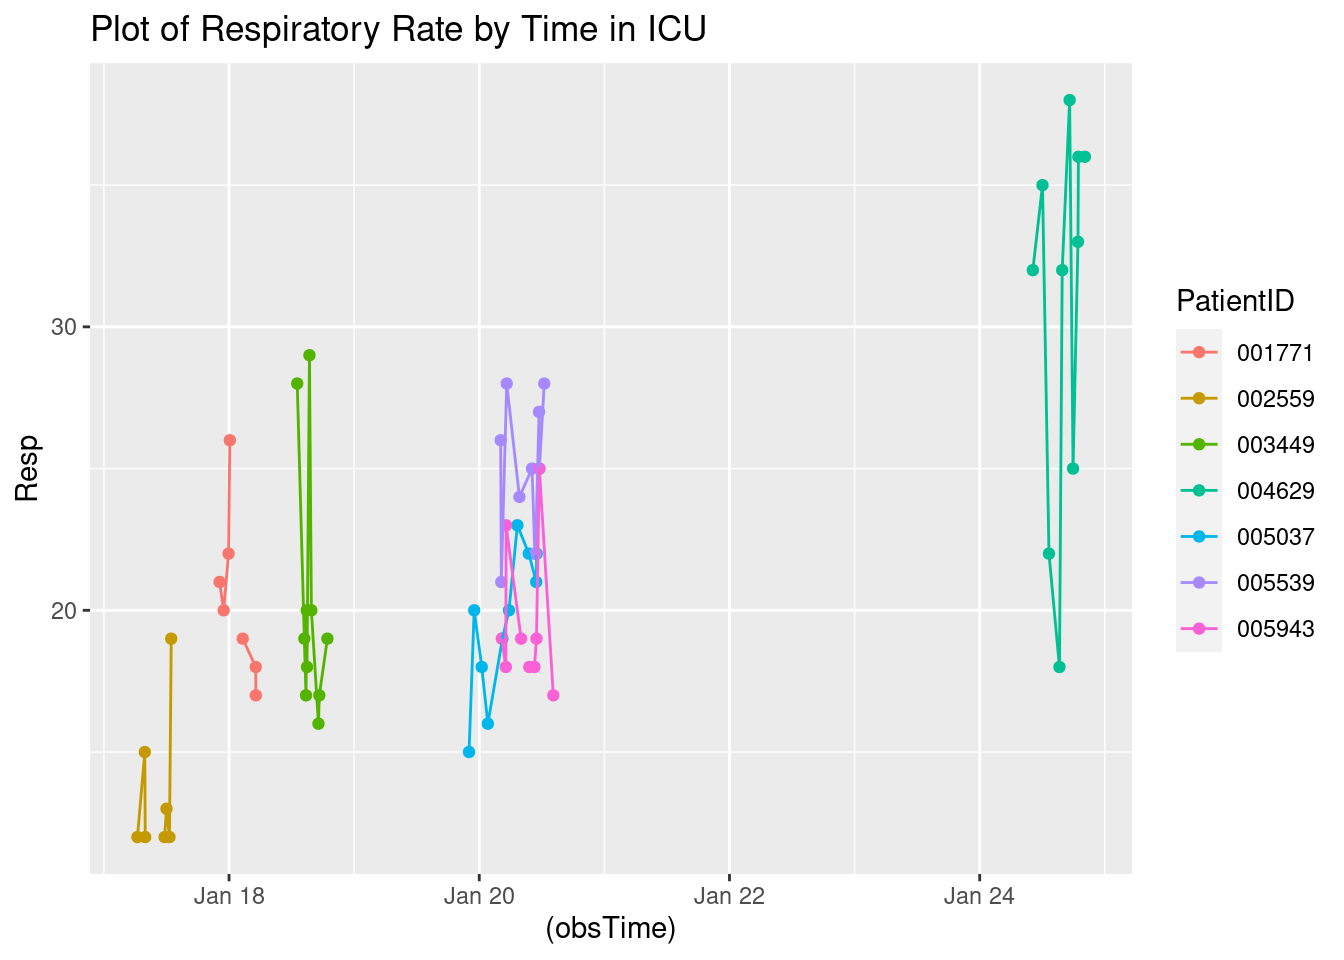 Plot of Respiratory Rate by Time in ICU
Resp
30
20
Jan 18
Jan 20
Jan 22
Jan 24
(obsTime)
PatientID
001771
002559
003449
004629
005037
005539
005943